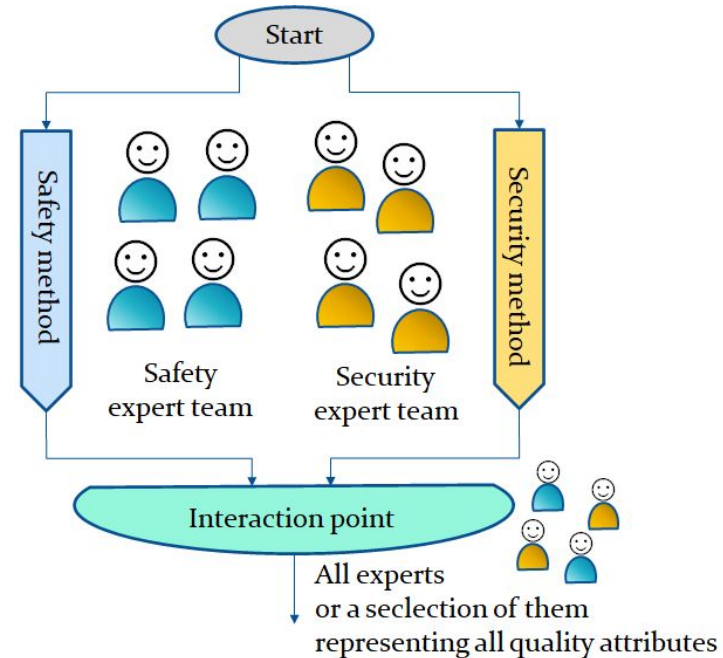 Start
Safety method
Security method
Safety
expert team
Security
expert team
Interaction point
All experts
or a seclection of them
representing all quality attributes